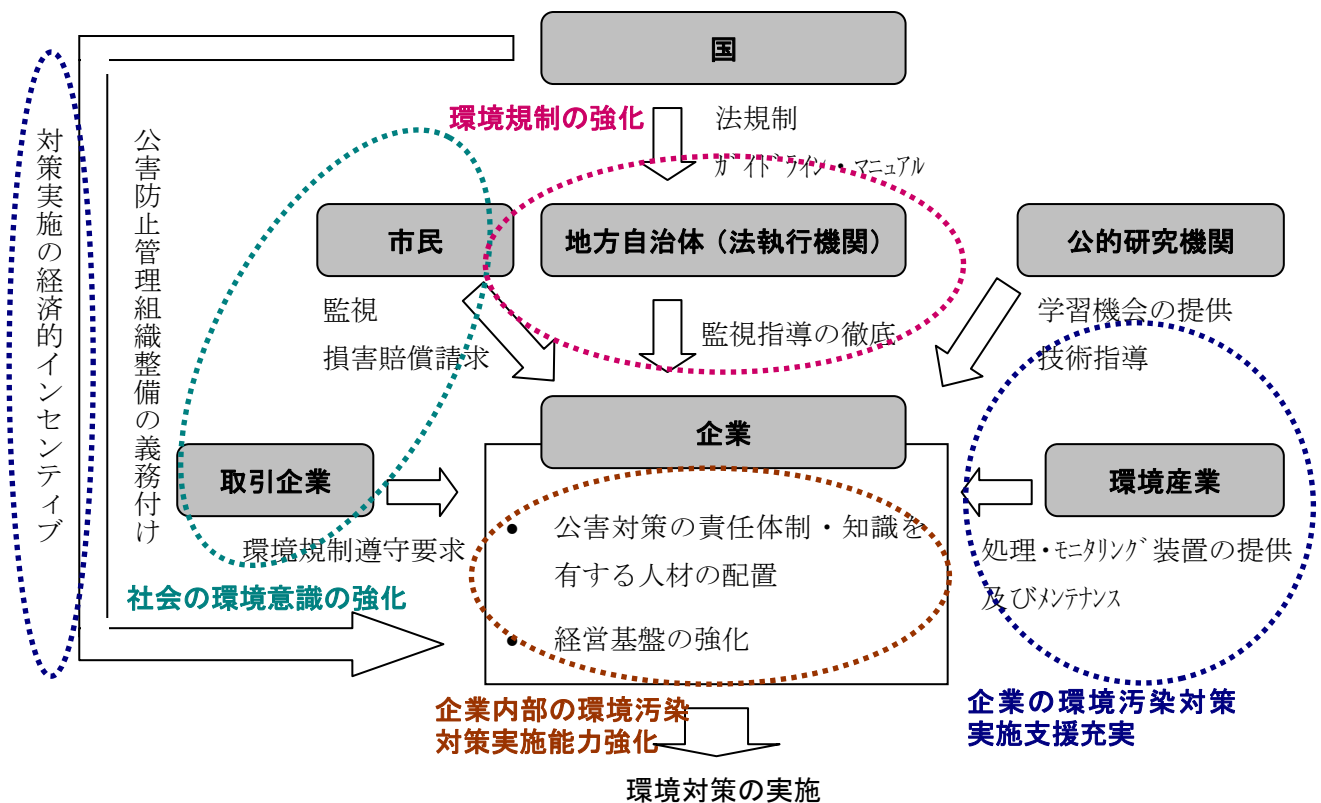 国
環境規制の強化
法規制
ｶﾞｲﾄﾞﾗｲﾝ・ﾏﾆｭｱﾙ
対策実施の経済的インセンティブ
公害防止管理組織整備の義務付け
市民
地方自治体（法執行機関）
公的研究機関
監視
損害賠償請求
監視指導の徹底
学習機会の提供
技術指導
企業
取引企業
環境産業
環境規制遵守要求
• 公害対策の責任体制・知識を
有する人材の配置
• 経営基盤の強化
処理・ﾓﾆﾀﾘﾝｸﾞ装置の提供
及びﾒﾝﾃﾅﾝｽ
社会の環境意識の強化
企業内部の環境汚染
対策実施能力強化
企業の環境汚染対策
実施支援充実
環境対策の実施